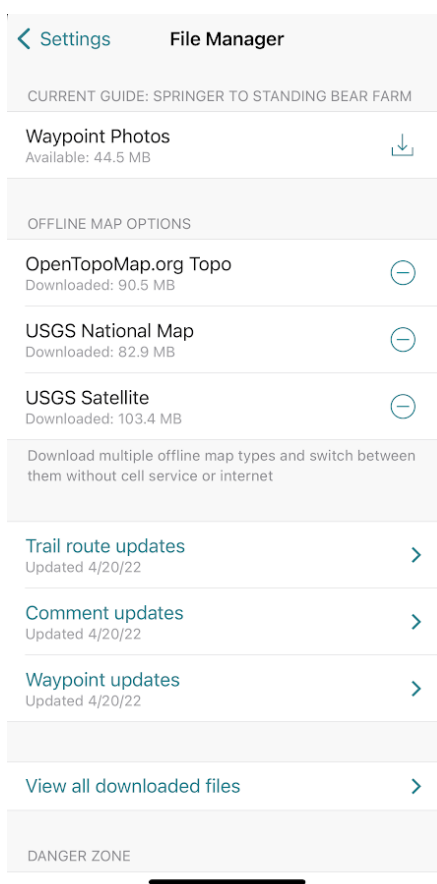 Settings
File Manager
CURRENT GUIDE: SPRINGER TO STANDING BEAR FARM
Waypoint Photos
Available: 44.5 MB
OFFLINE MAP OPTIONS
OpenTopoMap.org Topo
Downloaded: 90.5 MB
USGS National Map
Downloaded: 82.9 MB
USGS Satellite
Downloaded: 103.4 MB
Download multiple offline map types and switch between
them without cell service or internet
Trail route updates
Updated 4/20/22
Comment updates
Updated 4/20/22
Waypoint updates
Updated 4/20/22
View all downloaded files
DANGER ZONE